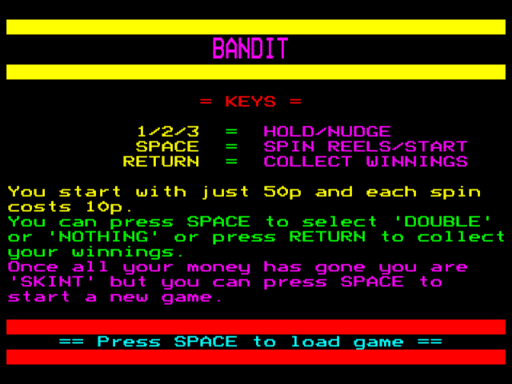 BANDIT
= KEYS =
1/2/3 = HOLD/NUDGE
SPACE = SPIN REELS/START
RETURN = COLLECT WINNINGS
You start with just 50p and each spin
costs 10p.
You can press SPACE to select 'DOUBLE'
or 'NOTHING' or press RETURN to collect
your winnings.
Once all your money has gone you are
'SKINT' but you can press SPACE to
start a new game.
== Press SPACE to load game ==